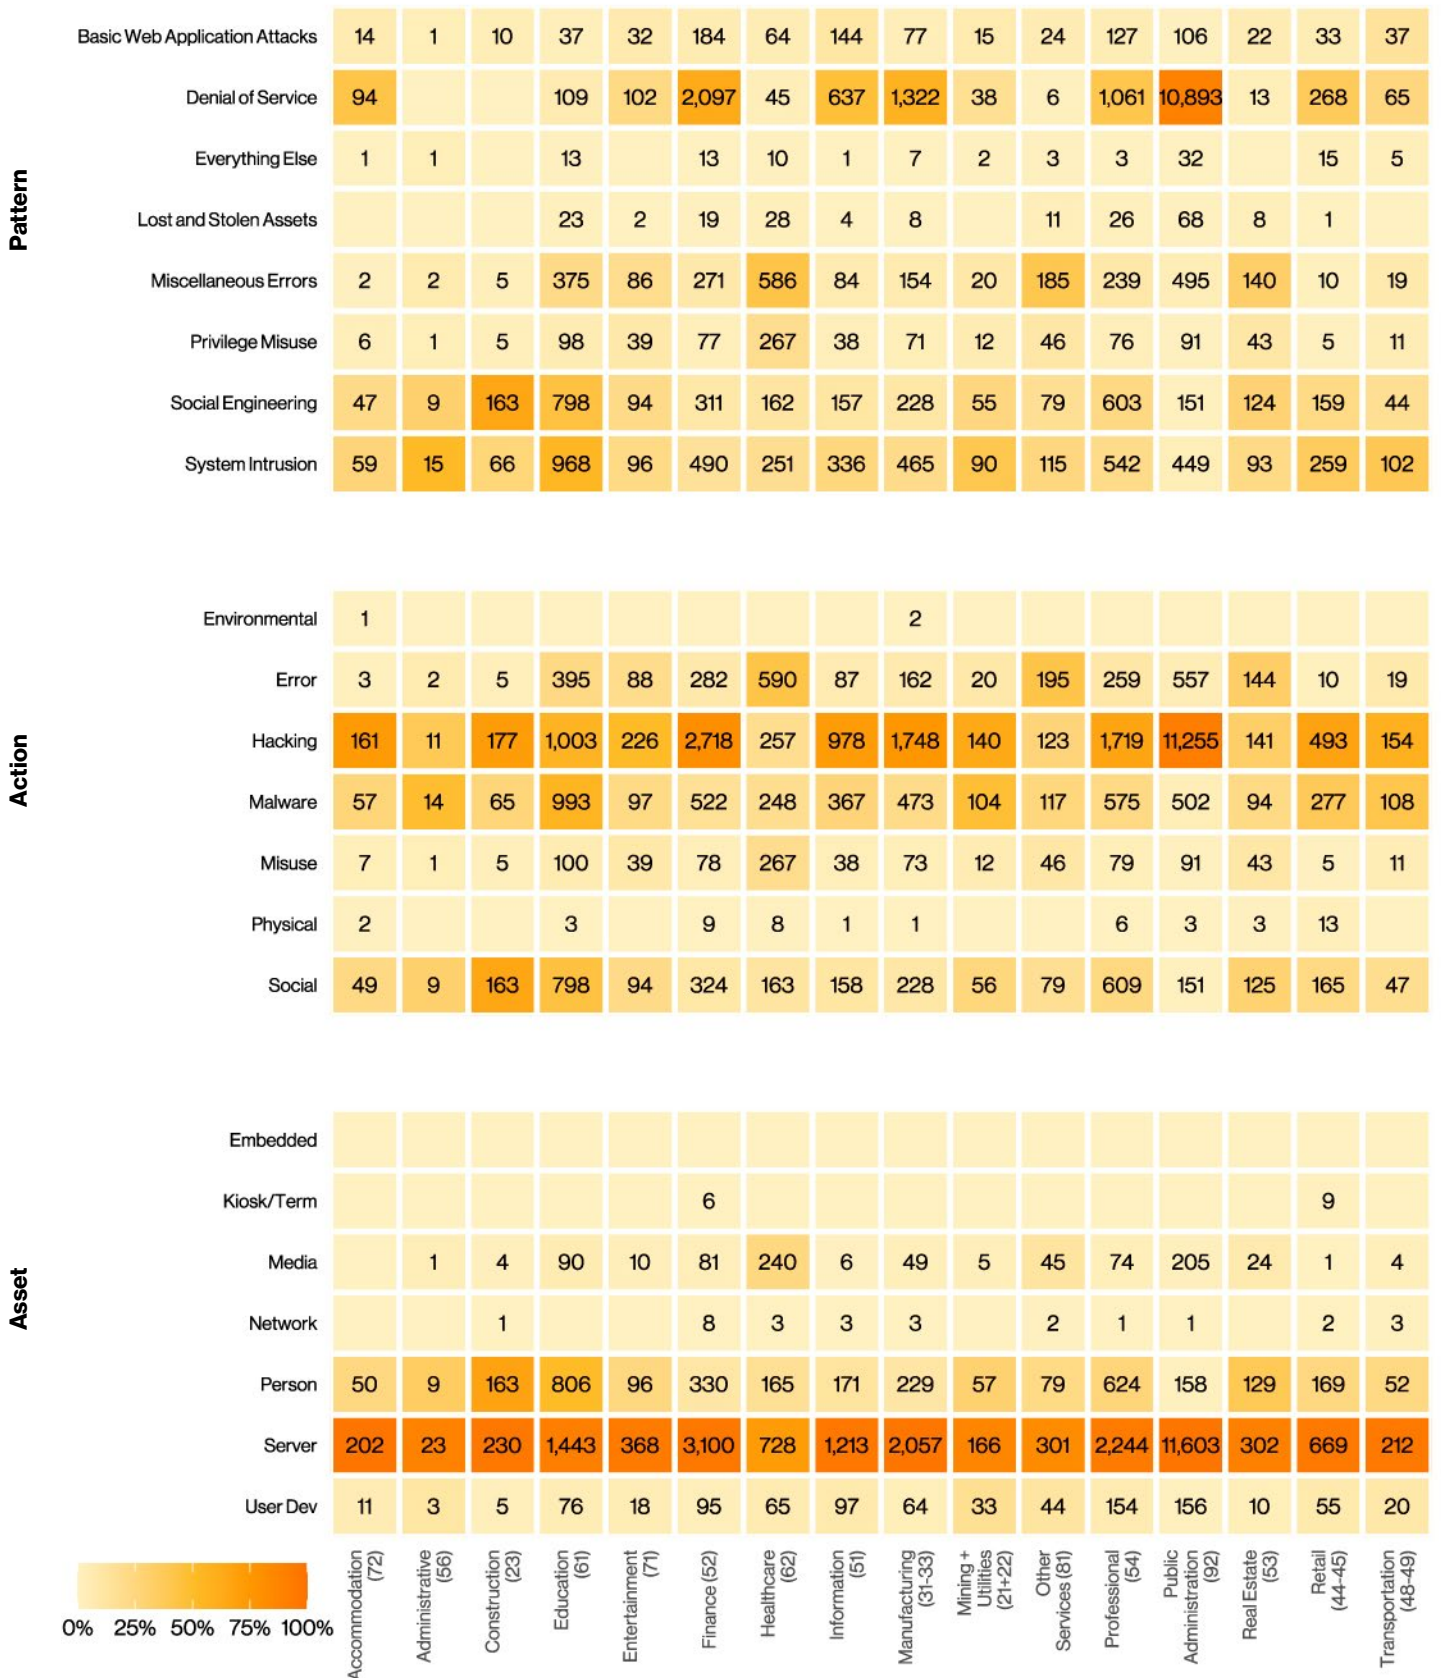 Pattern
Basic Web Application Attacks 14 1 10 37 32 184 64 144 77 15 24 127 106 22 33 37
Denial of Service 94 109 102 2,097 45 637 1,322 38 6 1,061 10,893 13 268 65
Everything Else 1 1 13 13 10 1 7 2 3 3 32 15 5
Lost and Stolen Assets 23 2 19 28 4 8 11 26 68 8 1
Miscellaneous Errors 2 2 5 375 86 271 586 84 154 20 185 239 495 140 10 19
Privilege Misuse 6 1 5 98 39 77 267 38 71 12 46 76 91 43 5 11
Social Engineering 47 9 163 798 94 311 162 157 228 55 79 603 151 124 159 44
System Intrusion 59 15 66 968 96 490 251 336 465 90 115 542 449 93 259 102
Action
Environmental 1 2
Error 3 2 5 395 88 282 590 87 162 20 195 259 557 144 10 19
Hacking 161 11 177 1,003 226 2,718 257 978 1,748 140 123 1,719 11,255 141 493 154
Malware 57 14 65 993 97 522 248 367 473 104 117 575 502 94 277 108
Misuse 7 1 5 100 39 78 267 38 73 12 46 79 91 43 5 11
Physical 2 3 9 8 1 1 6 3 3 13
Social 49 9 163 798 94 324 163 158 228 56 79 609 151 125 165 47
Asset
Embedded
Kiosk/Term 6 9
Media 1 4 90 10 81 240 6 49 5 45 74 205 24 1 4
Network 1 8 3 3 3 2 1 1 2 3
Person 50 9 163 806 96 330 165 171 229 57 79 624 158 129 169 52
Server 202 23 230 1,443 368 3,100 728 1,213 2,057 166 301 2,244 11,603 302 669 212
User Dev 11 3 5 76 18 95 65 97 64 33 44 154 156 10 55 20
0% 25% 50% 75% 100%
Accommodation
(72)
Administrative
(56)
Construction
(23)
Education
(61)
Entertainment
(71)
Finance (52)
Healthcare
(62)
Information
(51)
Manufacturing
(31-33)
Mining +
Utilities
(21+22)
Other
Services (81)
Professional
(54)
Public
Administration
(92)
Real Estate
(53)
Retail
(44-45)
Transportation
(48-49)